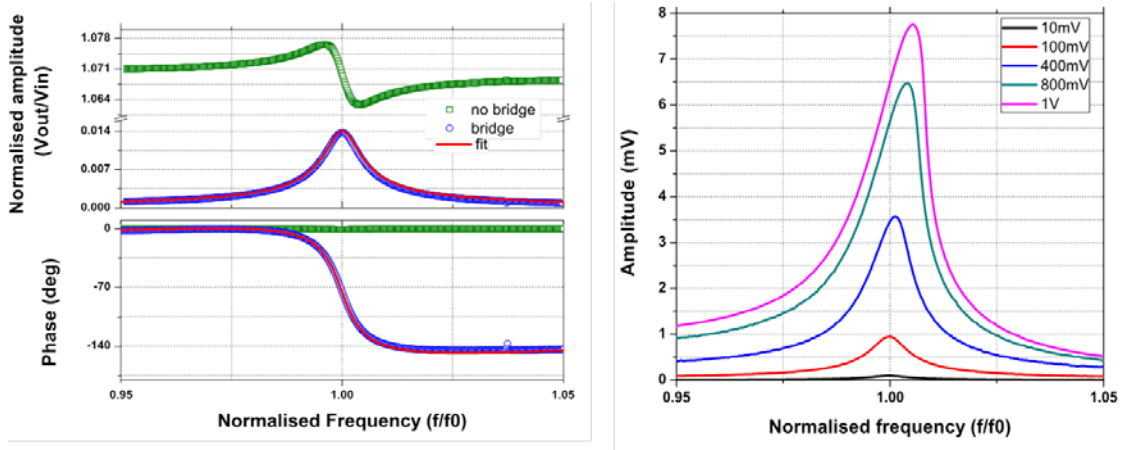 Normalised amplitude
(Vout/Vin)
1.078
1.071
1.064
0.014
0.007
0.000
no bridge
bridge
fit
Phase (deg)
0
-70
-140
0.95
1.00
1.05
Normalised Frequency (f/f0)
Amplitude (mV)
8
7
6
5
4
3
2
1
0
10mV
100mV
400mV
800mV
1V
0.95
1.00
1.05
Normalised frequency (f/f0)